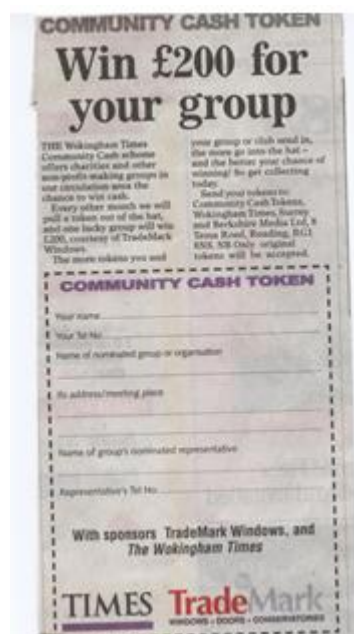 COMMUNITY CASH TOKEN
Win £200 for
your group
THE Wokingham Times
Community Cash scheme
offers charities and other
non-profit-making groups in
our circulation area the
chance to win cash.
Every other month we will
pull a token out of the hat,
and one lucky group will win
£200, courtesy of TradeMark
Windows.
The more tokens you and
your group or club send in,
the more go into the hat –
and the better your chance of
winning! So get collecting
today.
Send your tokens to:
Community Cash Tokens,
Wokingham Times, Surrey
and Berkshire Media Ltd, 8
Road, Reading, RG1
NB Only original
tokens will be accepted.
COMMUNITY CASH TOKEN
Your name
Your Tel No
Name of nominated group or organisation
Its address/meeting place
Name of group's nominated representative
Representative's Tel No
With sponsors TradeMark Windows, and
The Wokingham Times
TIMES TradeMark
WINDOWS • DOORS • CONSERVATORIES